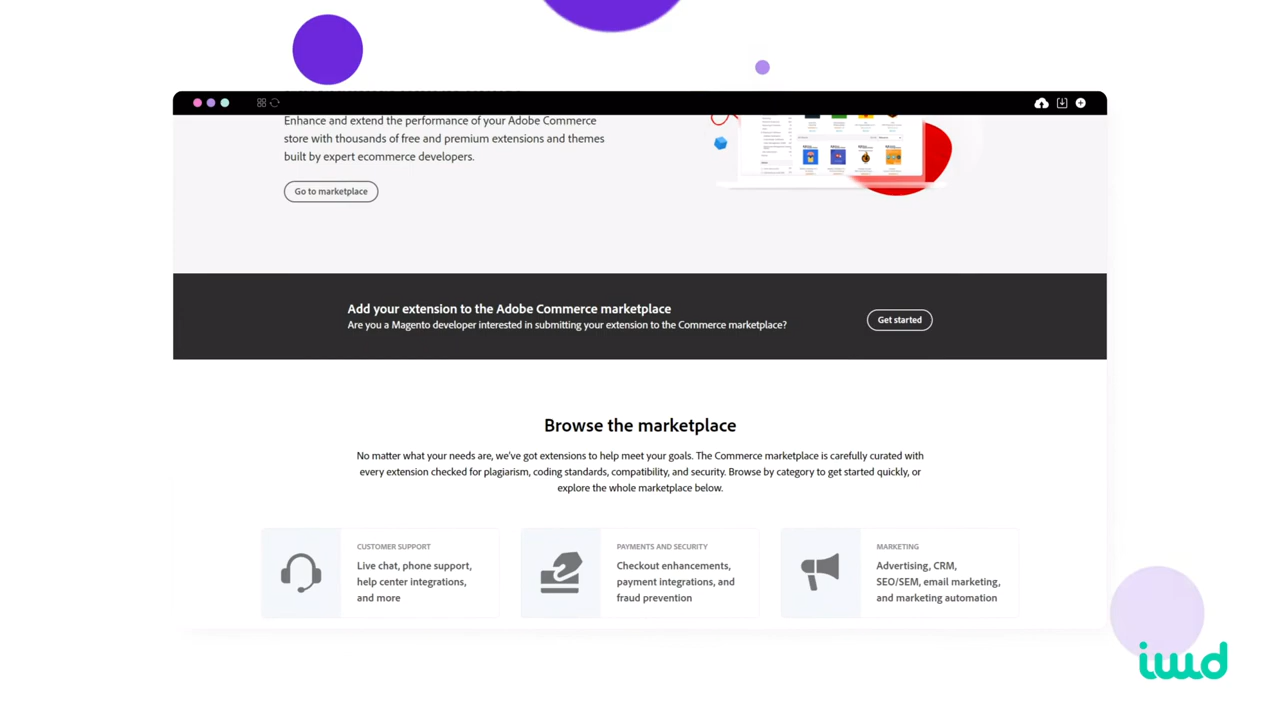 Enhance and extend the performance of your Adobe Commerce
store with thousands of free and premium extensions and themes
built by expert ecommerce developers.
Go to marketplace
Add your extension to the Adobe Commerce marketplace
Are you a Magento developer interested in submitting your extension to the Commerce marketplace?
Get started
Browse the marketplace
No matter what your needs are, we've got extensions to help meet your goals. The Commerce marketplace is carefully curated with
every extension checked for plagiarism, coding standards, compatibility, and security. Browse by category to get started quickly, or
explore the whole marketplace below.
CUSTOMER SUPPORT
Live chat, phone support,
help center integrations,
and more
PAYMENTS AND SECURITY
Checkout enhancements,
payment integrations, and
fraud prevention
MARKETING
Advertising, CRM,
SEO/SEM, email marketing,
and marketing automation
iwd